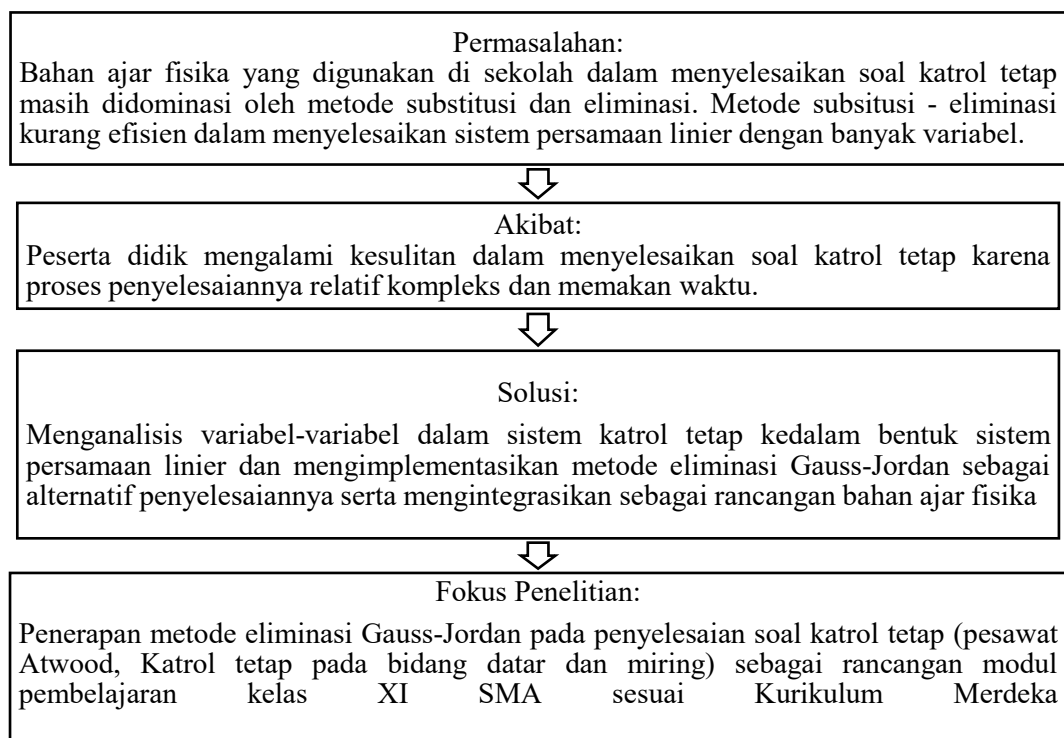 Permasalahan:
Bahan ajar fisika yang digunakan di sekolah dalam menyelesaikan soal katrol tetap
masih didominasi oleh metode substitusi dan eliminasi. Metode subsitusi - eliminasi
kurang efisien dalam menyelesaikan sistem persamaan linier dengan banyak variabel.
Akibat:
Peserta didik mengalami kesulitan dalam menyelesaikan soal katrol tetap karena
proses penyelesaiannya relatif kompleks dan memakan waktu.
Solusi:
Menganalisis variabel-variabel dalam sistem katrol tetap kedalam bentuk sistem
persamaan linier dan mengimplementasikan metode eliminasi Gauss-Jordan sebagai
alternatif penyelesaiannya serta mengintegrasikan sebagai rancangan bahan ajar fisika
Fokus Penelitian:
Penerapan metode eliminasi Gauss-Jordan pada penyelesaian soal katrol tetap (pesawat
Atwood, Katrol tetap pada bidang datar dan miring) sebagai rancangan modul
pembelajaran kelas XI SMA sesuai Kurikulum Merdeka